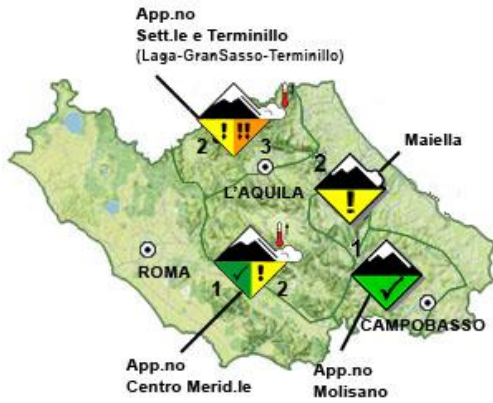 App.no
Sett.le e Terminillo
(Laga-GranSasso-Terminillo)
! !!
2 3
Maiella
2
!
L'AQUILA
1
ROMA
! 
1 2
CAMPOBASSO
App.no
Centro Merid.le
App.no
Molisano